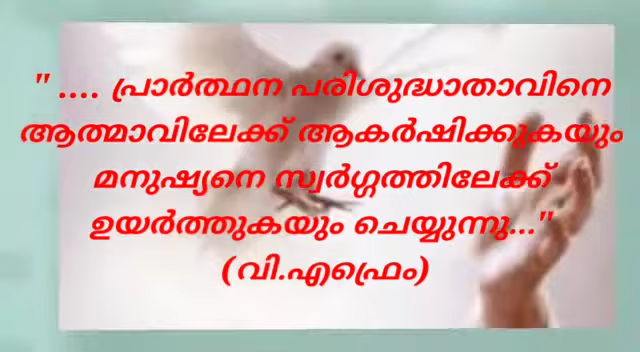 " .... പ്രാർത്ഥന പരിശുദ്ധാതാവിനെ
ആത്മാവിലേക്ക് ആകർഷിക്കുകയും
മനുഷ്യനെ സ്വർഗ്ഗത്തിലേക്ക്
ഉയർത്തുകയും ചെയ്യുന്നു..."
(വി.എഫ്രെം)